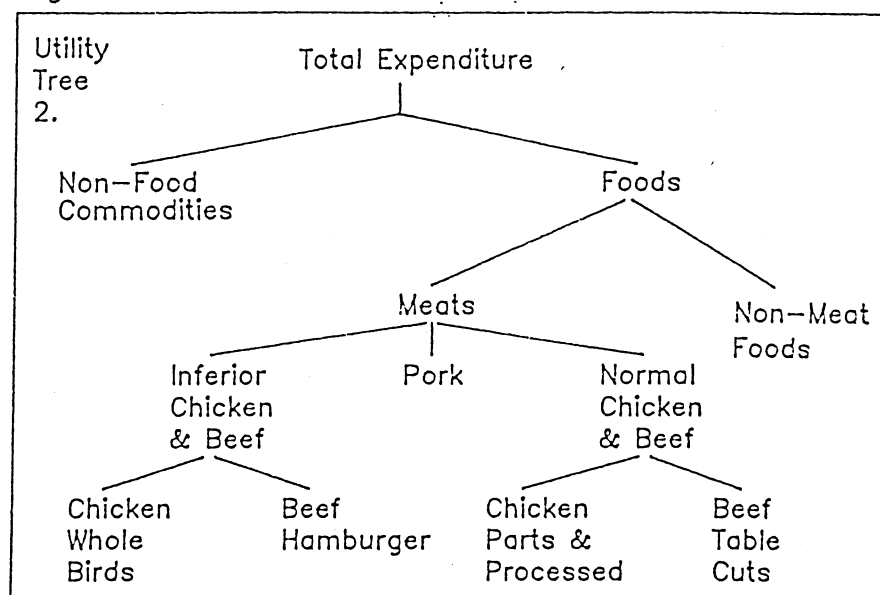 Utility
Tree
2.
Total Expenditure
Non-Food
Commodities
Foods
Meats
Non-Meat
Foods
Inferior
Chicken
& Beef
Pork
Normal
Chicken
& Beef
Chicken
Whole
Birds
Beef
Hamburger
Chicken
Parts &
Processed
Beef
Table
Cuts